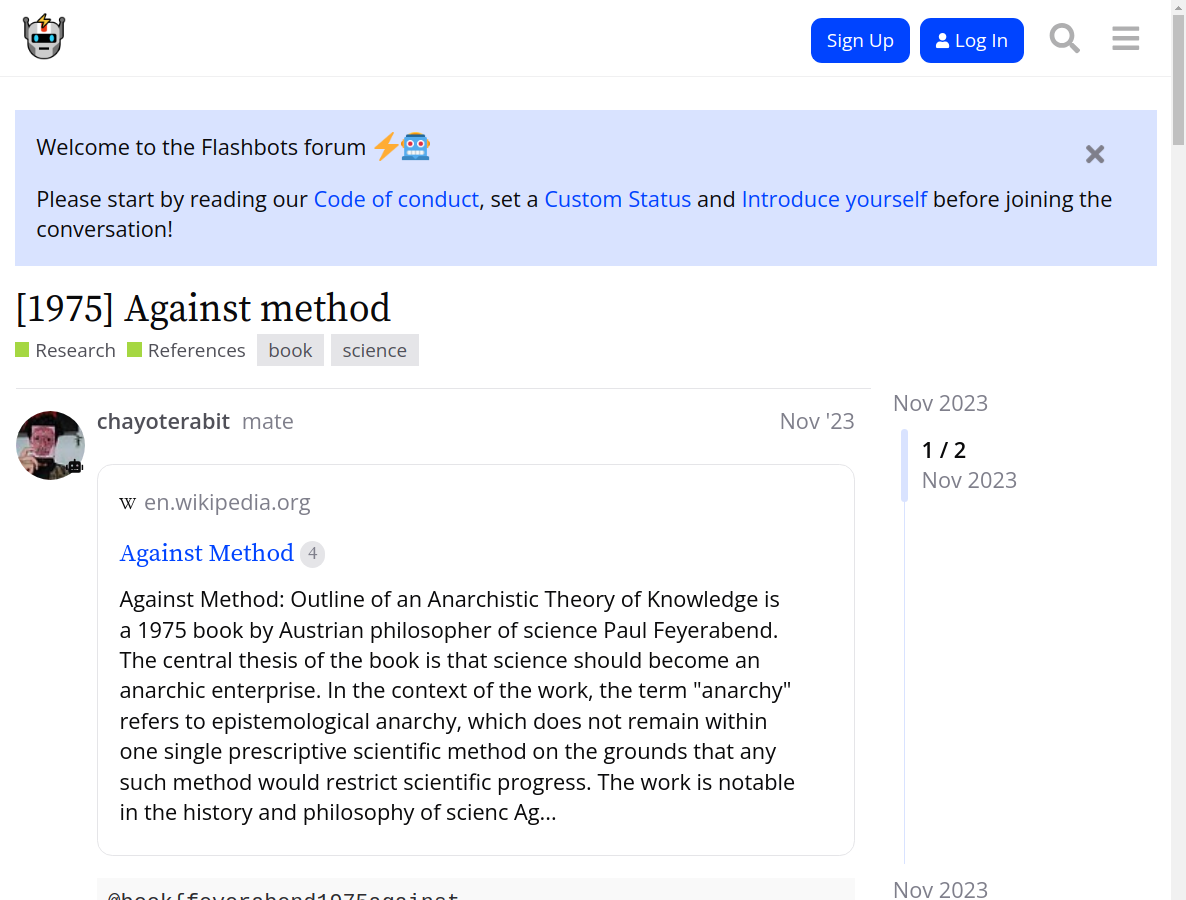 Sign Up
Log In
Welcome to the Flashbots forum
Please start by reading our Code of conduct, set a Custom Status and Introduce yourself before joining the
conversation!
[1975] Against method
Research References book science
chayoterabit mate Nov '23
Nov 2023
1 / 2
Nov 2023
W en.wikipedia.org
Against Method 4
Against Method: Outline of an Anarchistic Theory of Knowledge is
a 1975 book by Austrian philosopher of science Paul Feyerabend.
The central thesis of the book is that science should become an
anarchic enterprise. In the context of the work, the term "anarchy"
refers to epistemological anarchy, which does not remain within
one single prescriptive scientific method on the grounds that any
such method would restrict scientific progress. The work is notable
in the history and philosophy of scienc Ag...
@book{feyerabend1975against
Nov 2023